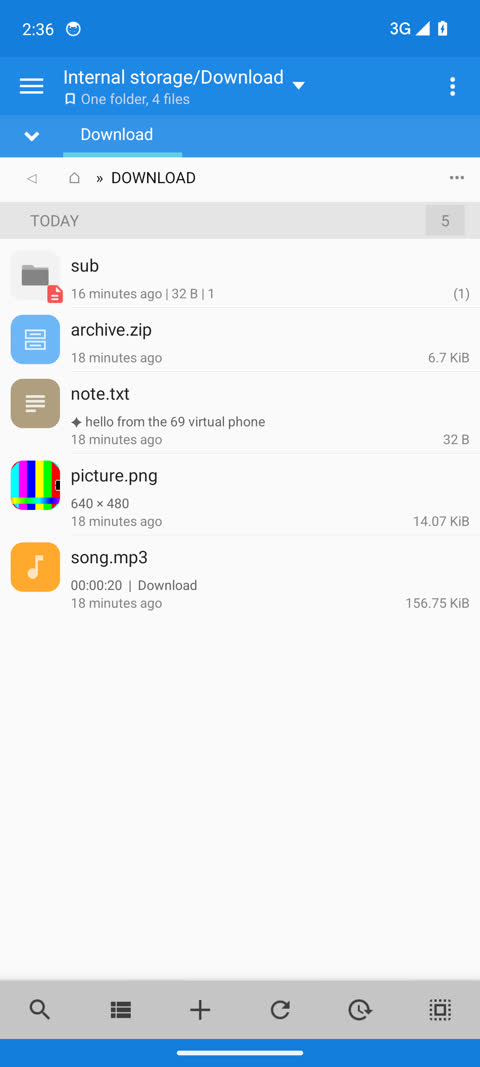 2:36
3G
Internal storage/Download
One folder, 4 files
Download
» DOWNLOAD
TODAY
5
sub
16 minutes ago | 32 B | 1
(1)
archive.zip
18 minutes ago
6.7 KiB
note.txt
hello from the 69 virtual phone
18 minutes ago
32 B
picture.png
640 × 480
18 minutes ago
14.07 KiB
song.mp3
00:00:20 | Download
18 minutes ago
156.75 KiB